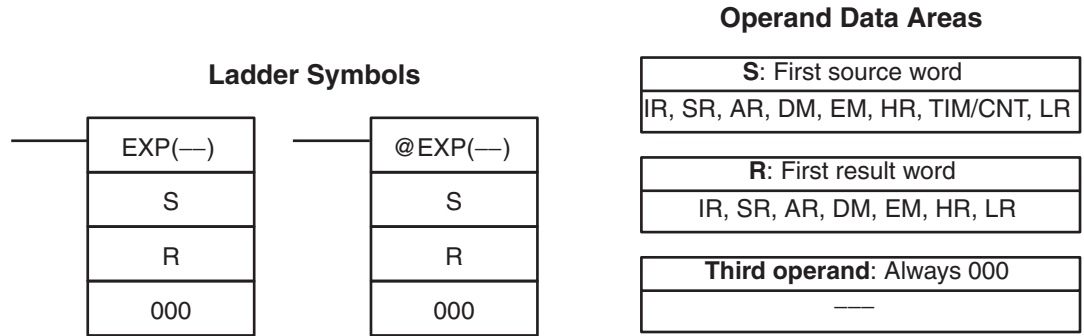 Ladder Symbols
EXP(––)
S
R
000
@EXP(––)
S
R
000
Operand Data Areas
S: First source word
IR, SR, AR, DM, EM, HR, TIM/CNT, LR
R: First result word
IR, SR, AR, DM, EM, HR, LR
Third operand: Always 000
–––